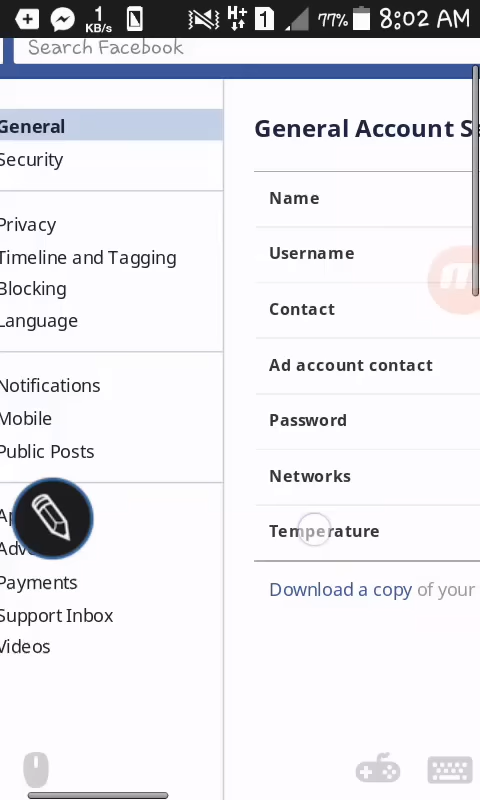 1 KB/s H+ 1 77% 8:02 AM
Search Facebook
General
Security
Privacy
Timeline and Tagging
Blocking
Language
Notifications
Mobile
Public Posts
Payments
Support Inbox
Videos
General Account
Name
Username
Contact
Ad account contact
Password
Networks
Temperature
Download a copy of your